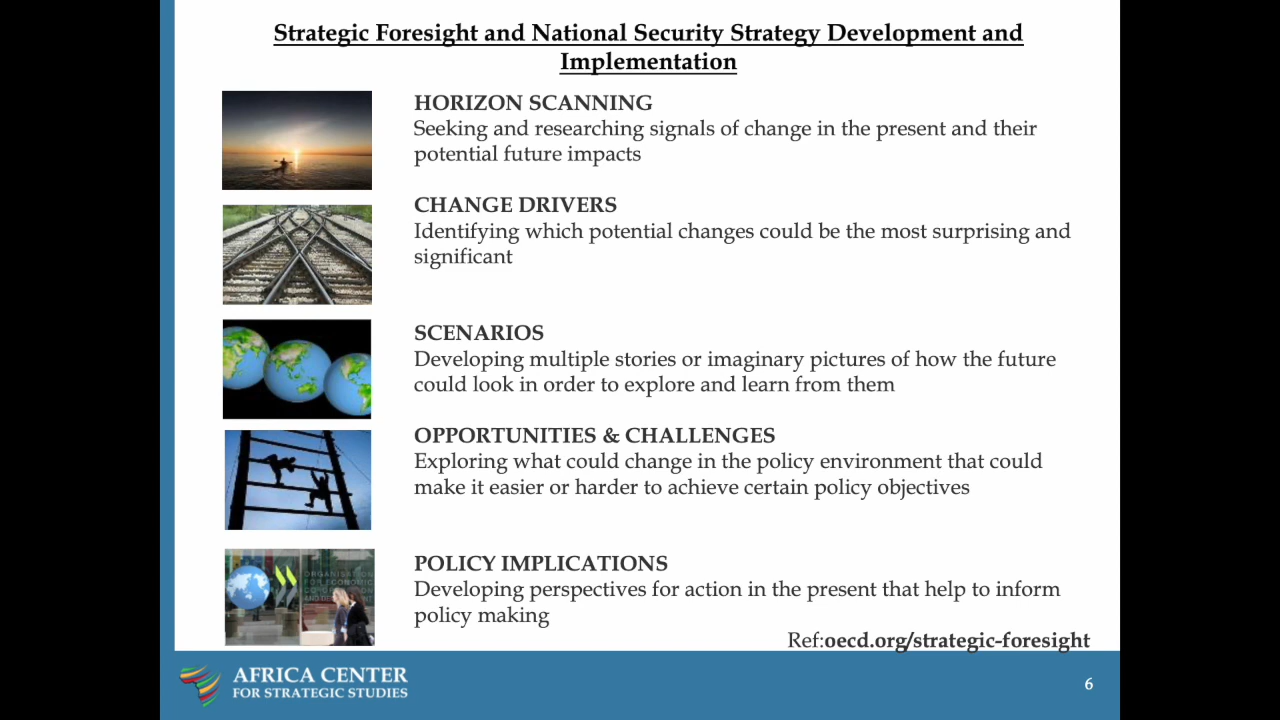 Strategic Foresight and National Security Strategy Development and
Implementation
HORIZON SCANNING
Seeking and researching signals of change in the present and their
potential future impacts
CHANGE DRIVERS
Identifying which potential changes could be the most surprising and
significant
SCENARIOS
Developing multiple stories or imaginary pictures of how the future
could look in order to explore and learn from them
OPPORTUNITIES & CHALLENGES
Exploring what could change in the policy environment that could
make it easier or harder to achieve certain policy objectives
ORGANISATION
FOR ECONOMIC
POLICY IMPLICATIONS
Developing perspectives for action in the present that help to inform
policy making
Ref:oecd.org/strategic-foresight
AFRICA CENTER
FOR STRATEGIC STUDIES
6